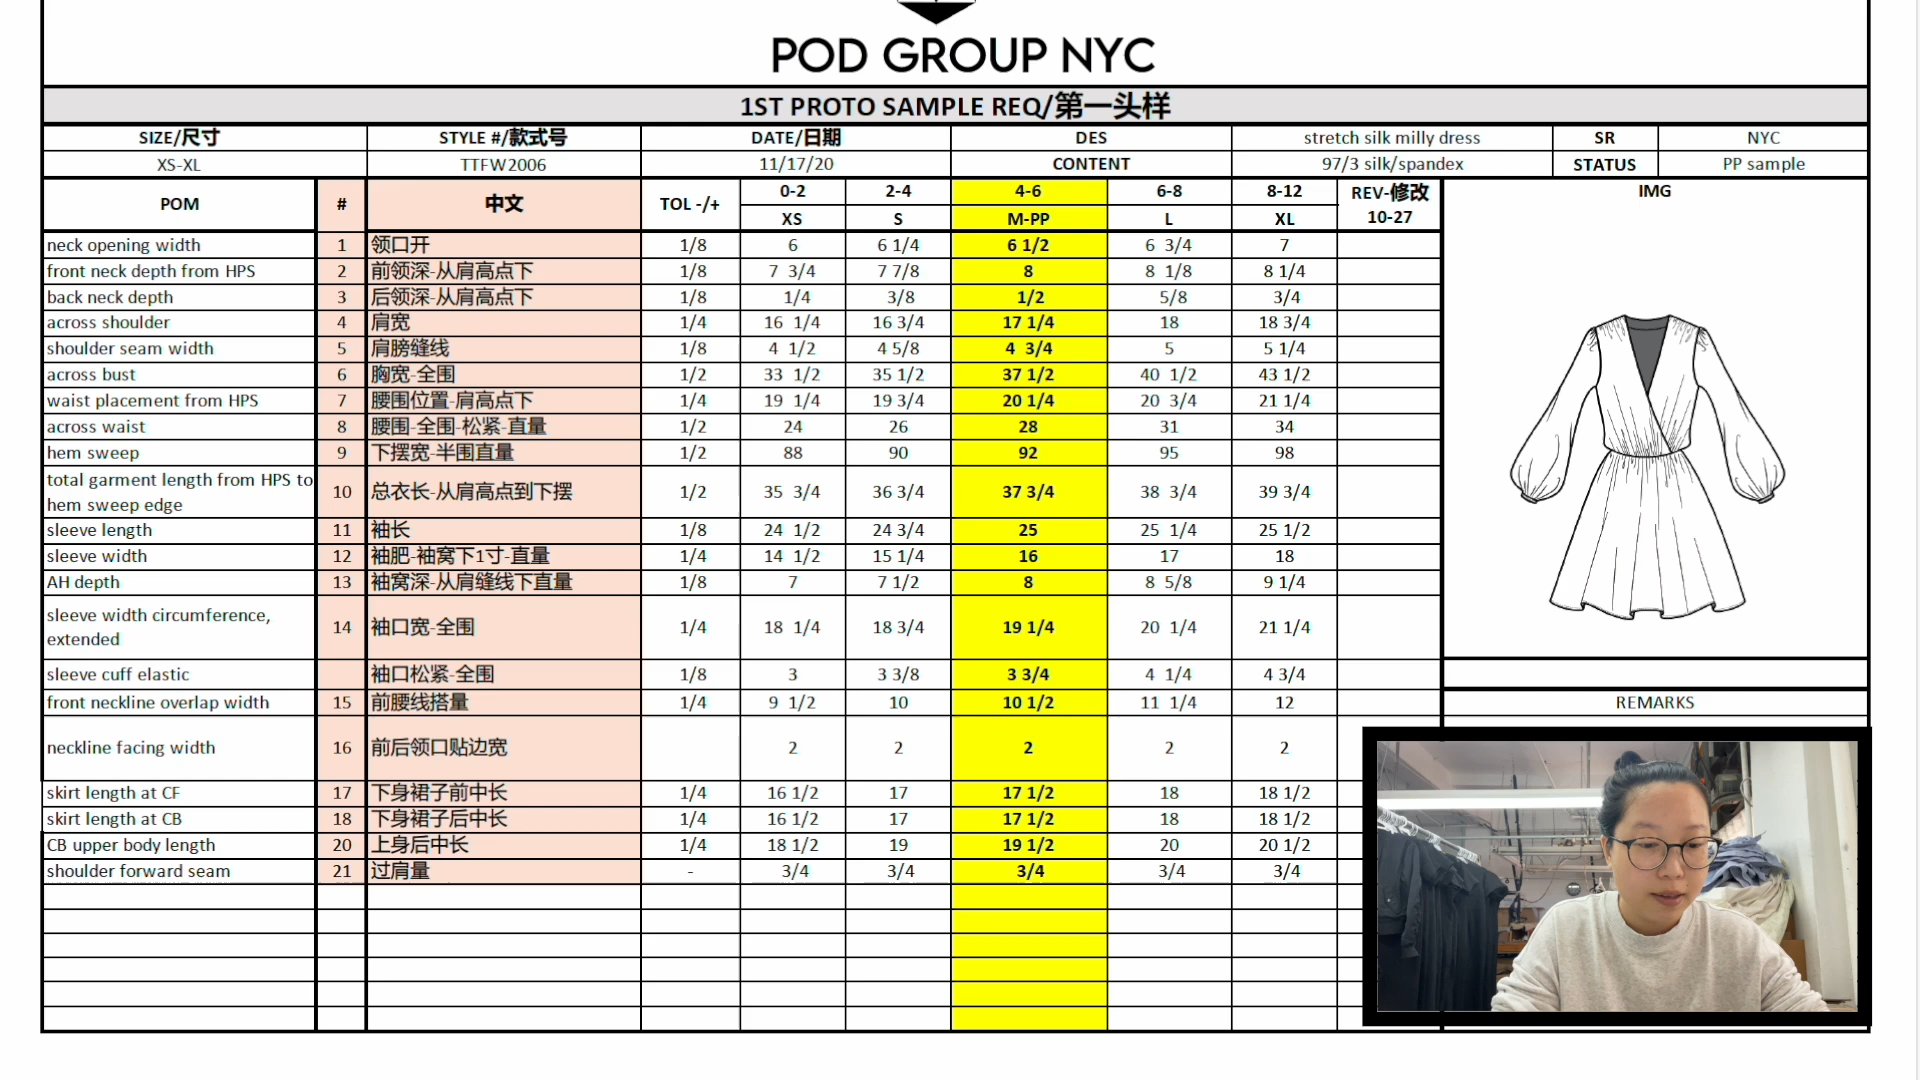 POD GROUP NYC
1ST PROTO SAMPLE REQ/第一头样
SIZE/尺寸 STYLE #/款式号 DATE/日期 DES stretch silk milly dress SR NYC
XS-XL TTFW2006 11/17/20 CONTENT 97/3 silk/spandex STATUS PP sample
POM # 中文 TOL -/+ 0-2 2-4 4-6 6-8 8-12 REV-修改 IMG
XS S M-PP L XL 10-27
neck opening width 1 领口开 1/8 6 6 1/4 6 1/2 6 3/4 7
front neck depth from HPS 2 前领深-从肩高点下 1/8 7 3/4 7 7/8 8 8 1/8 8 1/4
back neck depth 3 后领深-从肩高点下 1/8 1/4 3/8 1/2 5/8 3/4
across shoulder 4 肩宽 1/4 16 1/4 16 3/4 17 1/4 18 18 3/4
shoulder seam width 5 肩膀缝线 1/8 4 1/2 4 5/8 4 3/4 5 5 1/4
across bust 6 胸宽-全围 1/2 33 1/2 35 1/2 37 1/2 40 1/2 43 1/2
waist placement from HPS 7 腰围位置-肩高点下 1/4 19 1/4 19 3/4 20 1/4 20 3/4 21 1/4
across waist 8 腰围-全围-松紧-直量 1/2 24 26 28 31 34
hem sweep 9 下摆宽-半围直量 1/2 88 90 92 95 98
total garment length from HPS to
hem sweep edge 10 总衣长-从肩高点到下摆 1/2 35 3/4 36 3/4 37 3/4 38 3/4 39 3/4
sleeve length 11 袖长 1/8 24 1/2 24 3/4 25 25 1/4 25 1/2
sleeve width 12 袖肥-袖窝下1寸-直量 1/4 14 1/2 15 1/4 16 17 18
AH depth 13 袖窝深-从肩缝线下直量 1/8 7 7 1/2 8 8 5/8 9 1/4
sleeve width circumference,
extended 14 袖口宽-全围 1/4 18 1/4 18 3/4 19 1/4 20 1/4 21 1/4
sleeve cuff elastic 袖口松紧-全围 1/8 3 3 3/8 3 3/4 4 1/4 4 3/4
front neckline overlap width 15 前腰线搭量 1/4 9 1/2 10 10 1/2 11 1/4 12 REMARKS
neckline facing width 16 前后领口贴边宽 2 2 2 2 2
skirt length at CF 17 下身裙子前中长 1/4 16 1/2 17 17 1/2 18 18 1/2
skirt length at CB 18 下身裙子后中长 1/4 16 1/2 17 17 1/2 18 18 1/2
CB upper body length 20 上身后中长 1/4 18 1/2 19 19 1/2 20 20 1/2
shoulder forward seam 21 过肩量 - 3/4 3/4 3/4 3/4 3/4